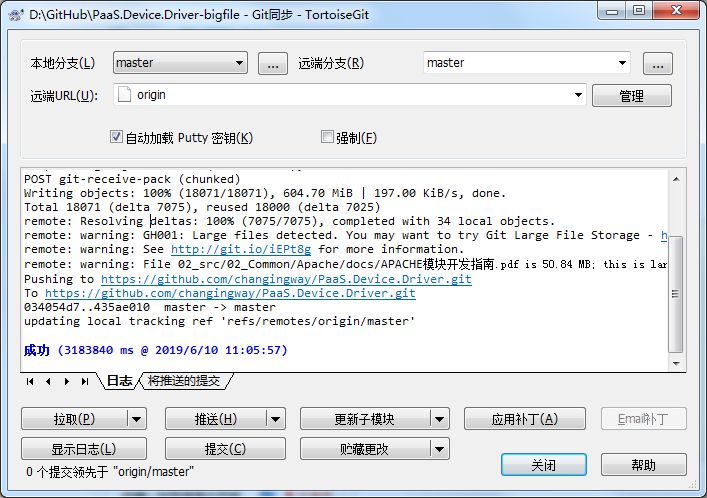 D:\GitHub\PaaS.Device.Driver-bigfile - Git同步 - TortoiseGit
本地分支(L) master ... 远端分支(R) master ...
远端URL(U): origin 管理
自动加载 Putty 密钥(K) 强制(F)
POST git-receive-pack (chunked)
Writing objects: 100% (18071/18071), 604.70 MiB | 197.00 KiB/s, done.
Total 18071 (delta 7075), reused 18000 (delta 7025)
remote: Resolving deltas: 100% (7075/7075), completed with 34 local objects.
remote: warning: GH001: Large files detected. You may want to try Git Large File Storage - h
remote: warning: See http://git.io/iEPt8g for more information.
remote: warning: File 02_src/02_Common/Apache/docs/APACHE模块开发指南.pdf is 50.84 MB; this is lar
Pushing to https://github.com/changingway/PaaS.Device.Driver.git
To https://github.com/changingway/PaaS.Device.Driver.git
034054d7..435ae010  master -> master
updating local tracking ref 'refs/remotes/origin/master'
成功 (3183840 ms @ 2019/6/10 11:05:57)
日志 将推送的提交
拉取(P) 推送(H) 更新子模块 应用补丁(A) Email补丁
显示日志(L) 提交(C) 贮藏更改
关闭 帮助
0 个提交领先于 "origin/master"